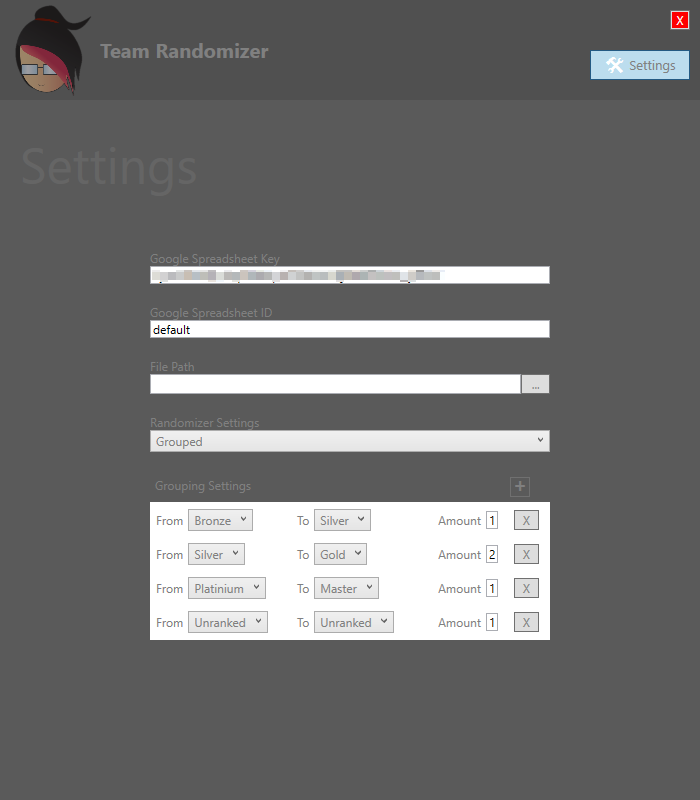 X
Team Randomizer
Settings
Settings
Google Spreadsheet Key
Google Spreadsheet ID
default
File Path
...
Randomizer Settings
Grouped
Grouping Settings +
From Bronze To Silver Amount 1 X
From Silver To Gold Amount 2 X
From Platinium To Master Amount 1 X
From Unranked To Unranked Amount 1 X